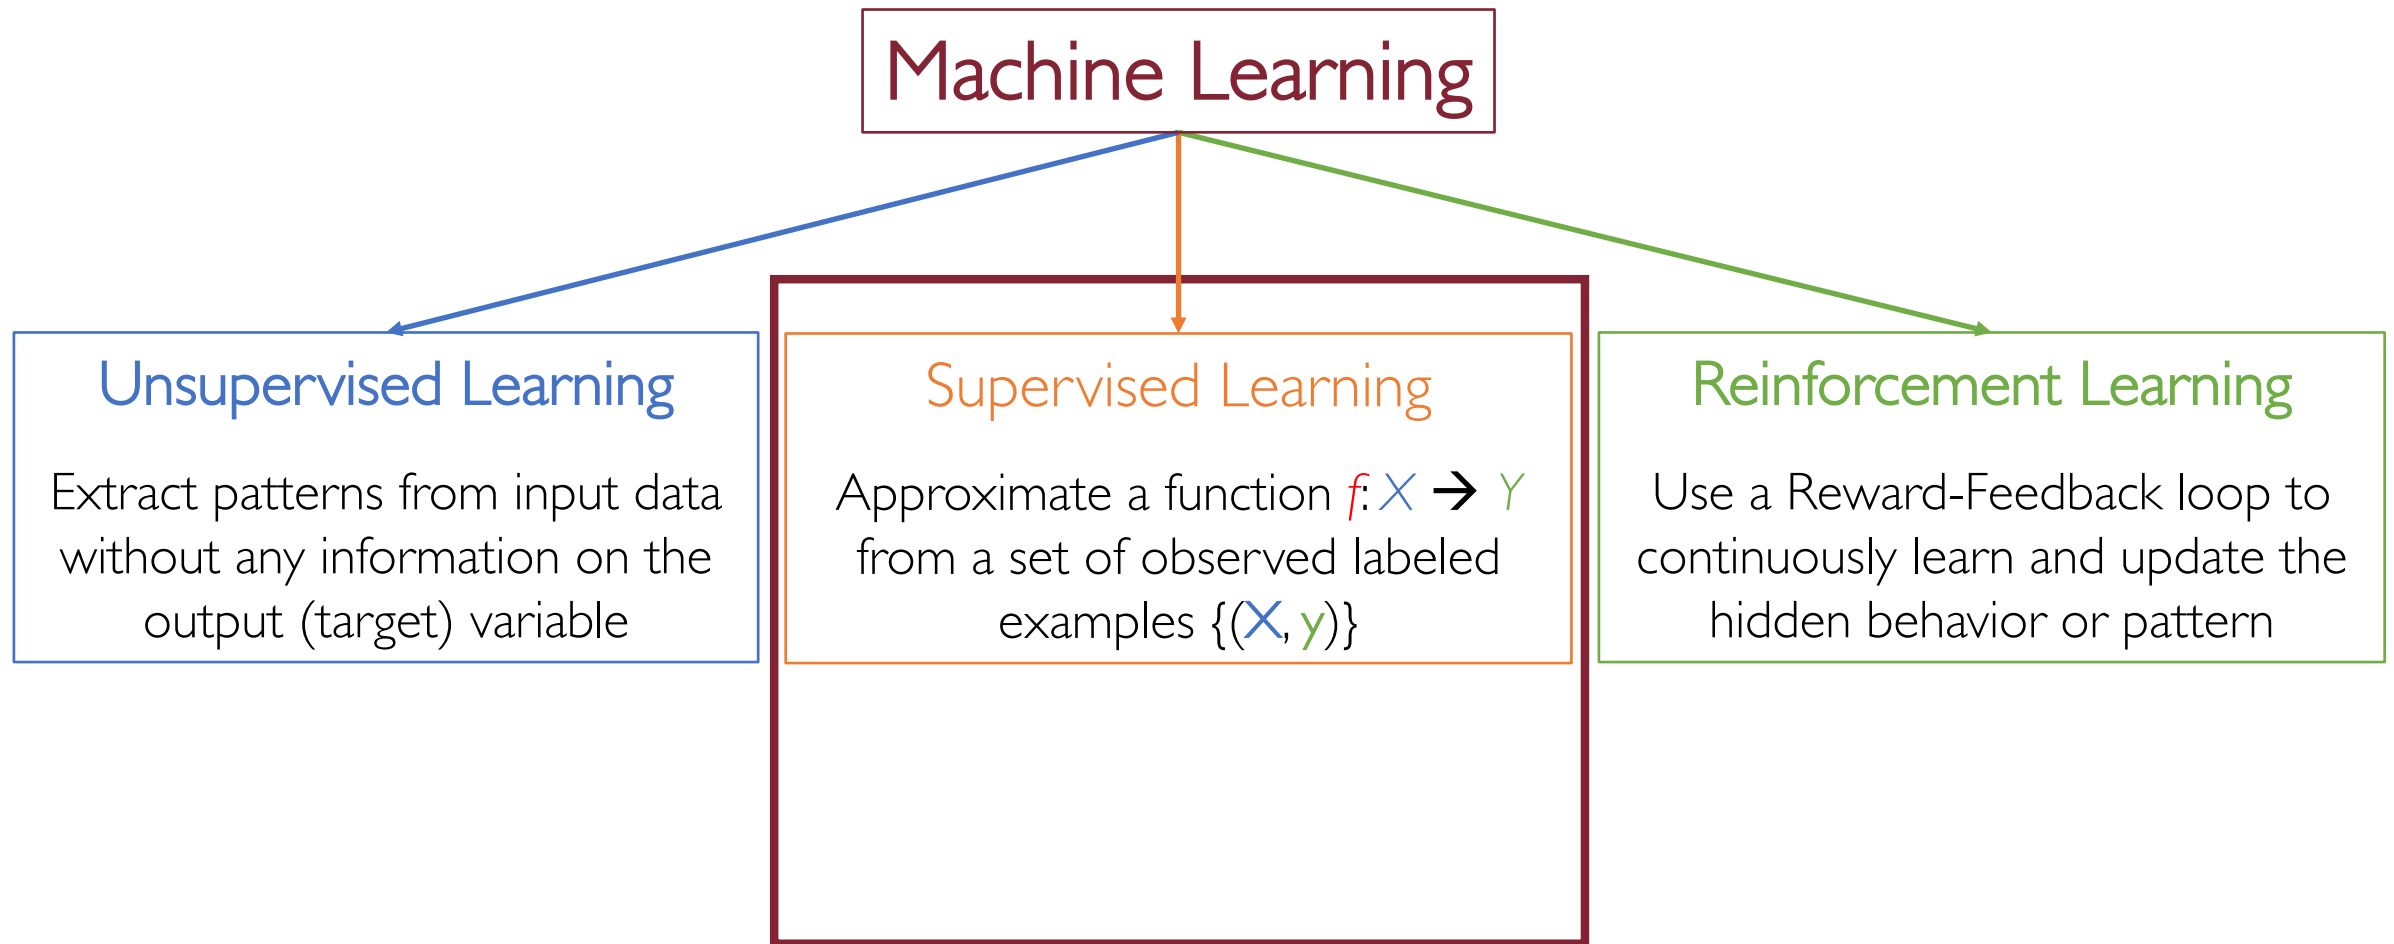 Machine Learning
Unsupervised Learning
Extract patterns from input data
without any information on the
output (target) variable
Supervised Learning
Approximate a function f: X → Y
from a set of observed labeled
examples {(X, y)}
Reinforcement Learning
Use a Reward-Feedback loop to
continuously learn and update the
hidden behavior or pattern